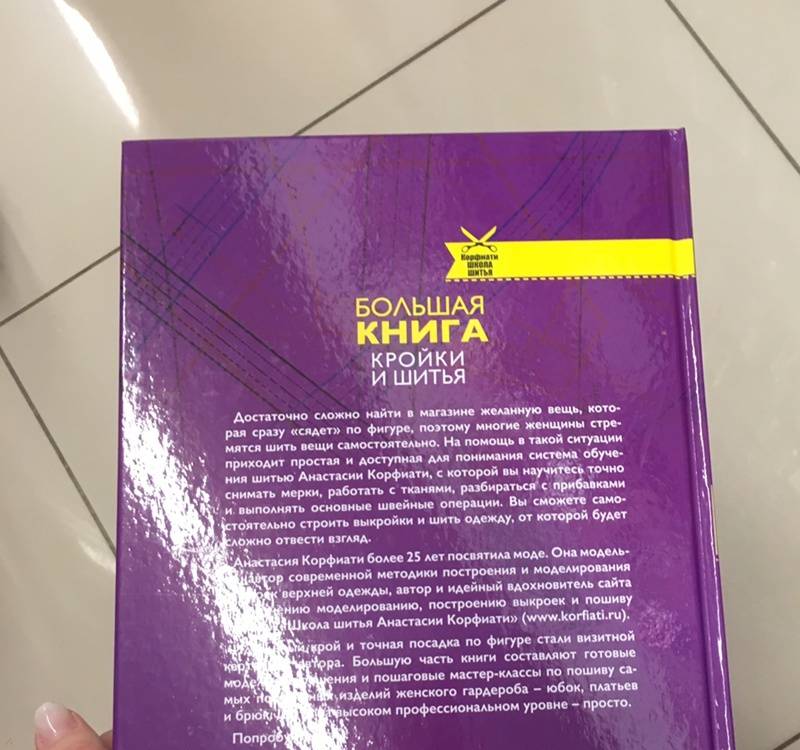 Корфиати
ШКОЛА
ШИТЬЯ
БОЛЬШАЯ
КНИГА
КРОЙКИ
И ШИТЬЯ
Достаточно сложно найти в магазине желанную вещь, кото-
рая сразу «сядет» по фигуре, поэтому многие женщины стре-
мятся шить вещи самостоятельно. На помощь в такой ситуации
приходит простая и доступная для понимания система обуче-
ния шитью Анастасии Корфиати, с которой вы научитесь точно
снимать мерки, работать с тканями, разбираться с прибавками
и выполнять основные швейные операции. Вы сможете само-
стоятельно строить выкройки и шить одежду, от которой будет
сложно отвести взгляд.
Анастасия Корфиати более 25 лет посвятила моде. Она модель-
автор современной методики построения и моделирования
верхней одежды, автор и идейный вдохновитель сайта
моделированию, построению выкроек и пошиву
Школа шитья Анастасии Корфиати» (www.korfiati.ru).
крой и точная посадка по фигуре стали визитной
Большую часть книги составляют готовые
и пошаговые мастер-классы по пошиву са-
мых изделий женского гардероба – юбок, платьев
и брюк высоком профессиональном уровне – просто.